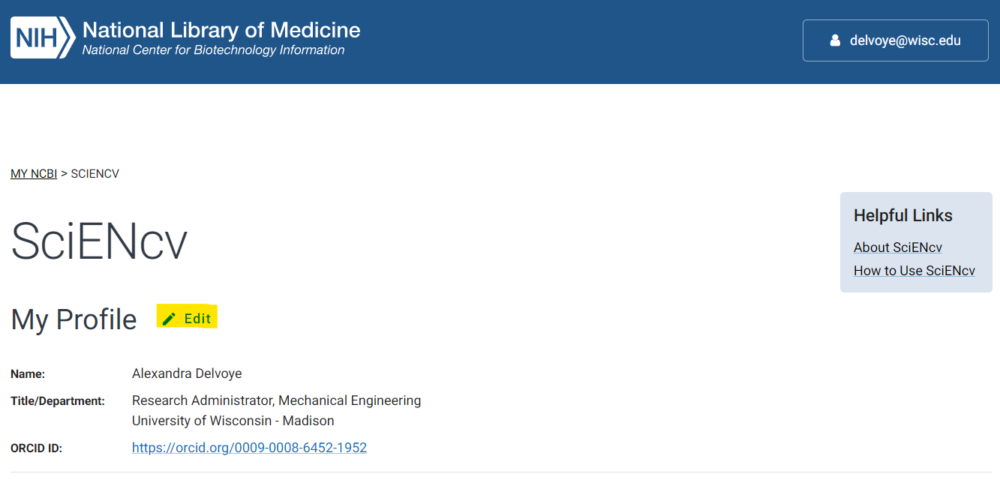 NIH
National Library of Medicine
National Center for Biotechnology Information
delvoye@wisc.edu
MY NCBI > SCIENCV
SciENcv
Helpful Links
About SciENcv
How to Use SciENcv
My Profile
Edit
Name: Alexandra Delvoye
Title/Department: Research Administrator, Mechanical Engineering
University of Wisconsin - Madison
ORCID ID: https://orcid.org/0009-0008-6452-1952